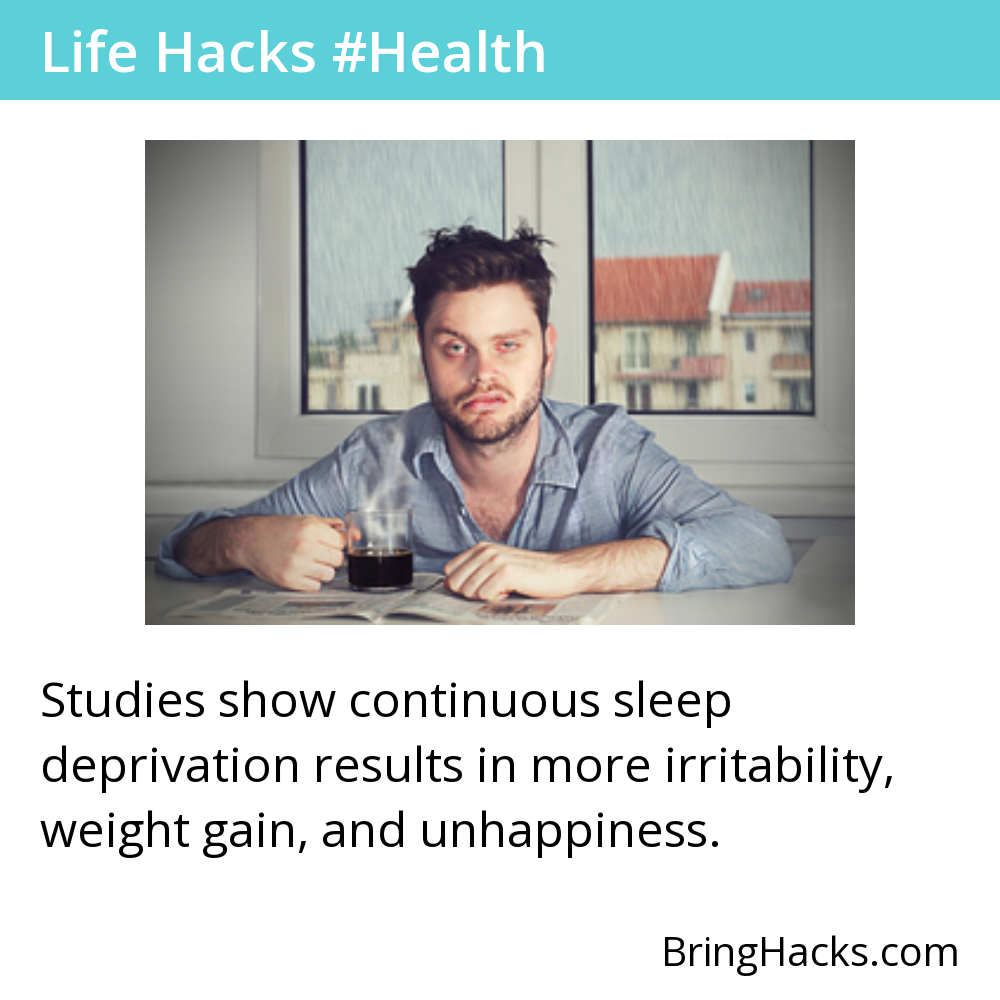 Life Hacks #Health
Studies show continuous sleep
deprivation results in more irritability,
weight gain, and unhappiness.
BringHacks.com